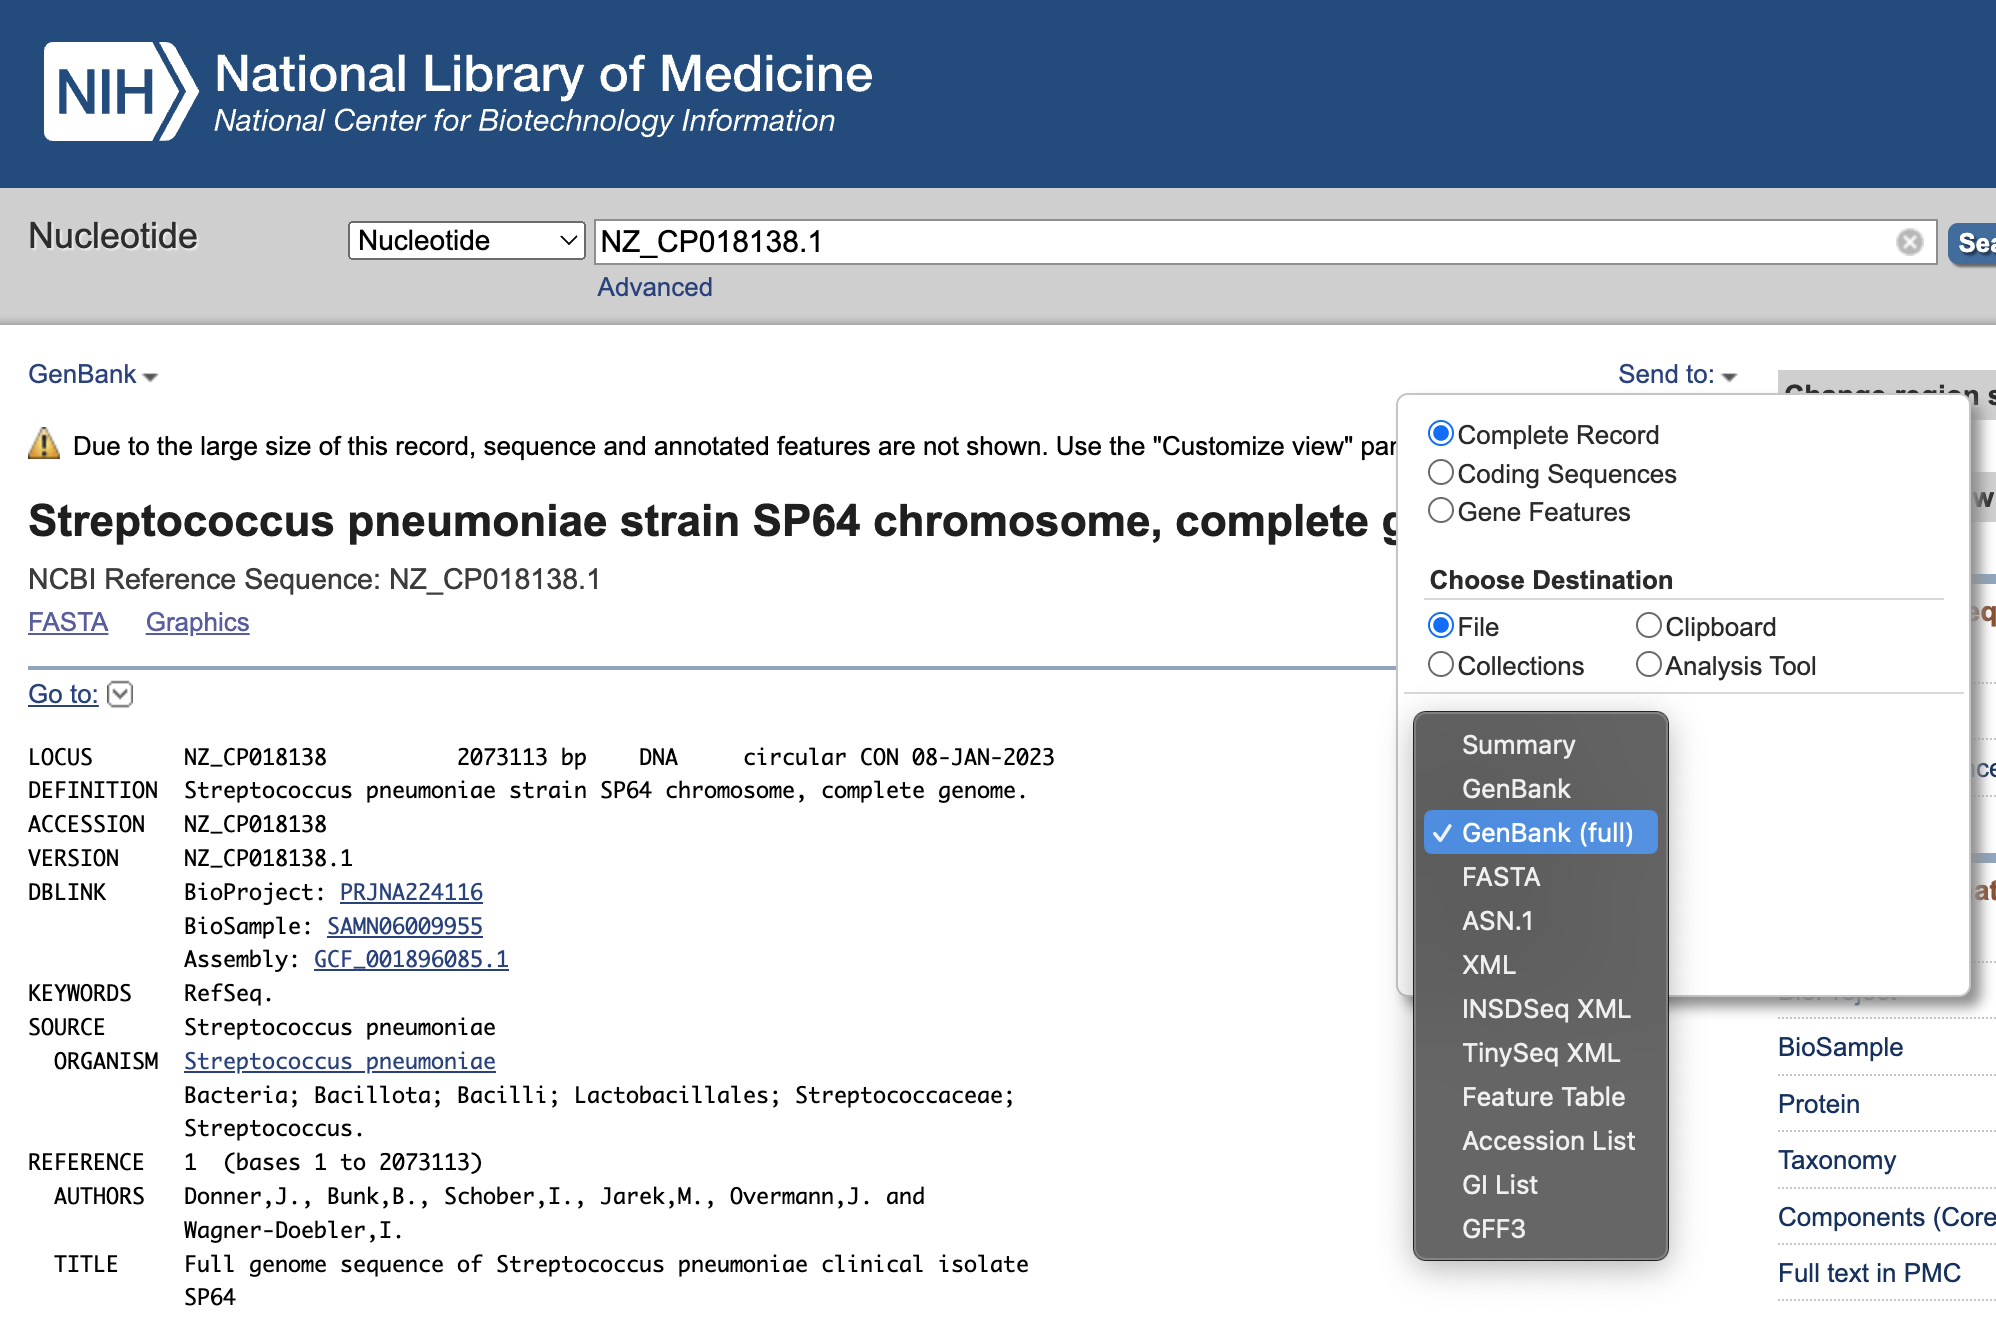 NIH National Library of Medicine
National Center for Biotechnology Information
Nucleotide Nucleotide NZ_CP018138.1
Advanced
GenBank Send to:
Complete Record
Due to the large size of this record, sequence and annotated features are not shown. Use the "Customize view"
Coding Sequences
Gene Features
Streptococcus pneumoniae strain SP64 chromosome, complete
NCBI Reference Sequence: NZ_CP018138.1
Choose Destination
FASTA Graphics
File Clipboard
Collections Analysis Tool
Go to:
Summary
GenBank
GenBank (full)
FASTA
ASN.1
XML
INSDSeq XML
TinySeq XML
Feature Table
Accession List
GI List
GFF3
LOCUS NZ_CP018138 2073113 bp DNA circular CON 08-JAN-2023
DEFINITION Streptococcus pneumoniae strain SP64 chromosome, complete genome.
ACCESSION NZ_CP018138
VERSION NZ_CP018138.1
DBLINK BioProject: PRJNA224116
BioSample: SAMN06009955
Assembly: GCF_001896085.1
KEYWORDS RefSeq.
SOURCE Streptococcus pneumoniae
ORGANISM Streptococcus pneumoniae
Bacteria; Bacillota; Bacilli; Lactobacillales; Streptococcaceae;
Streptococcus.
REFERENCE 1 (bases 1 to 2073113)
AUTHORS Donner,J., Bunk,B., Schober,I., Jarek,M., Overmann,J. and
Wagner-Doebler,I.
TITLE Full genome sequence of Streptococcus pneumoniae clinical isolate
SP64
BioSample
Protein
Taxonomy
Components (Core
Full text in PMC